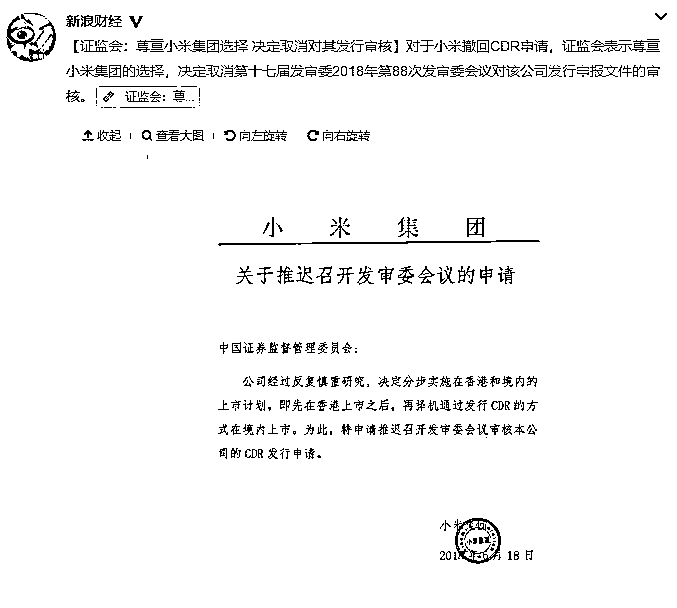 新浪财经
【证监会：尊重小米集团选择 决定取消对其发行审核】对于小米撤回CDR申请，证监会表示尊重
小米集团的选择，决定取消第十七届发审委2018年第88次发审委会议对该公司发行申报文件的审
核。 证监会：尊...
收起 查看大图 向左旋转 向右旋转
小米集团
关于推迟召开发审委会议的申请
中国证券监督管理委员会：
公司经过反复慎重研究，决定分步实施在香港和境内的
上市计划，即先在香港上市之后，再择机通过发行CDR的方
式在境内上市。为此，特申请推迟召开发审委会议审核本公
司的CDR发行申请。
小米
月18日